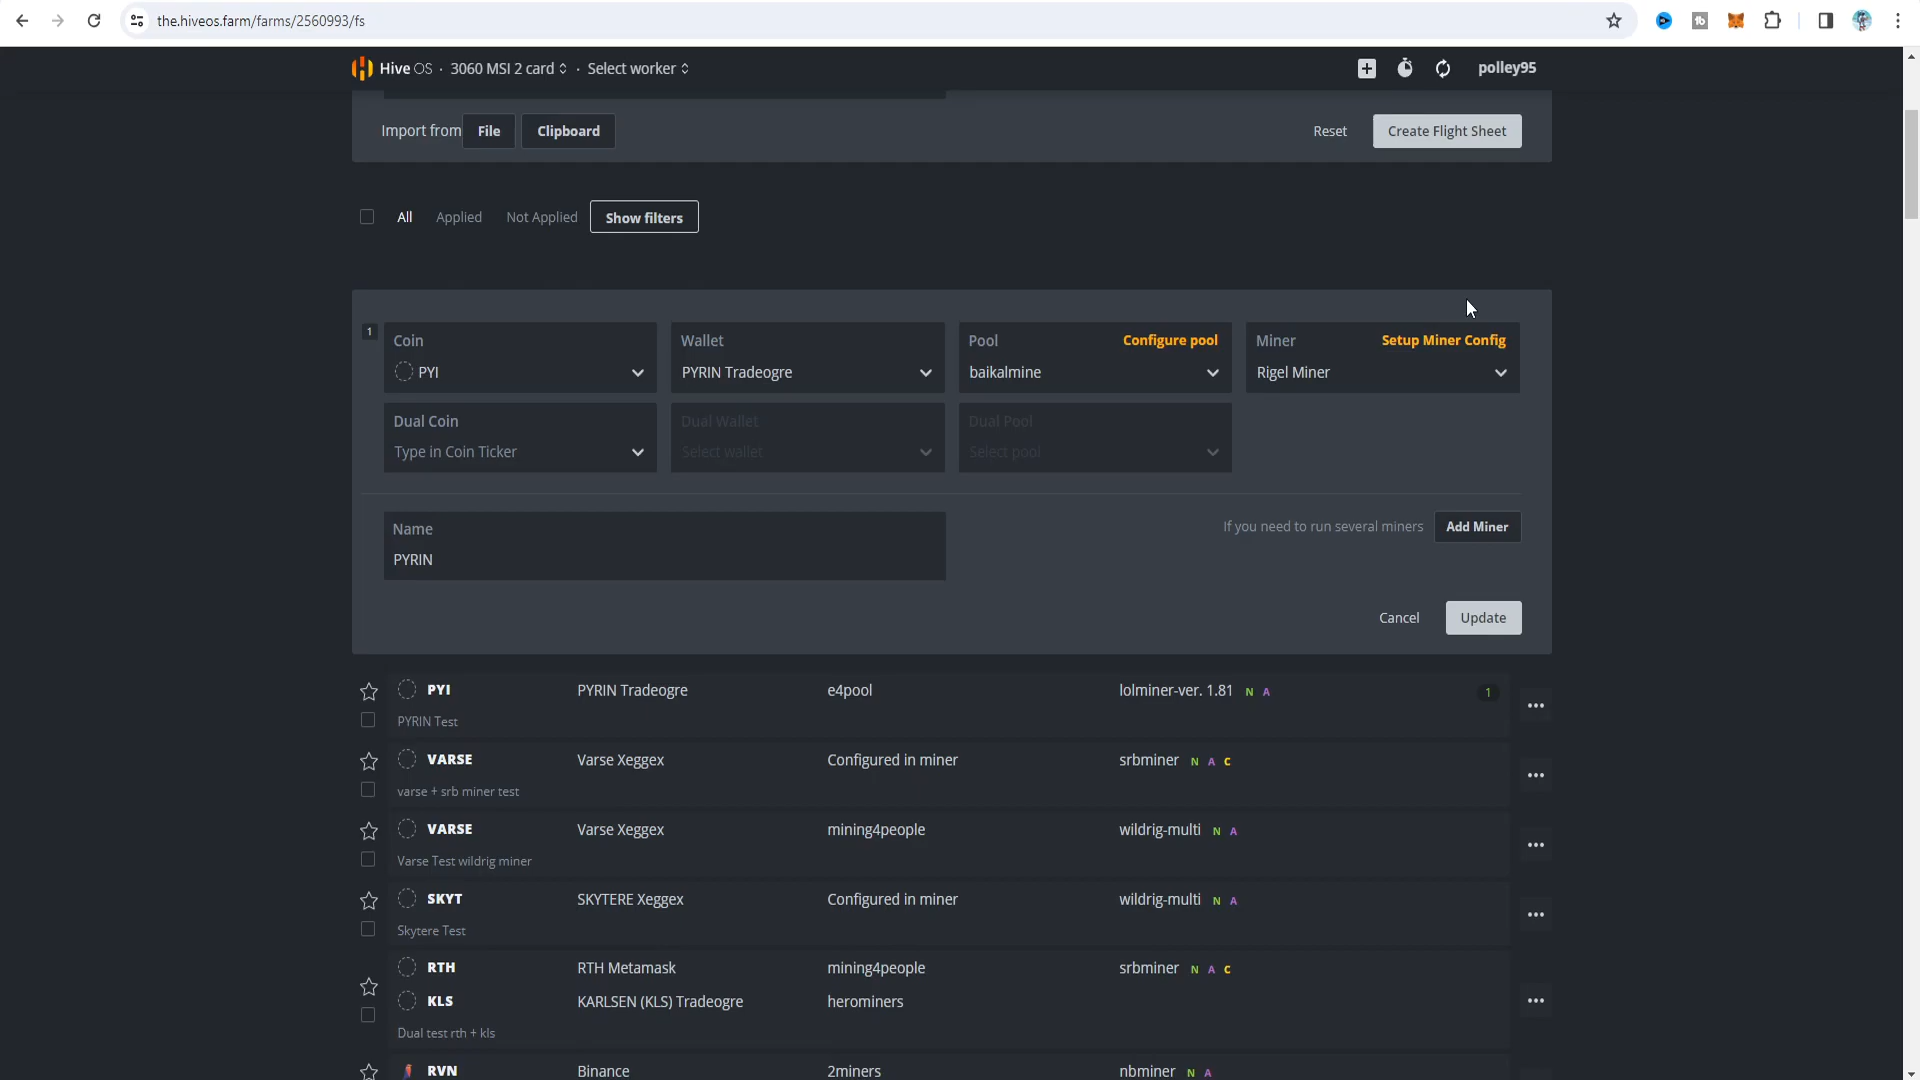 the.hiveos.farm/farms/2560993/fs
Hive OS · 3060 MSI 2 card · Select worker
polley95
Import from File Clipboard Reset Create Flight Sheet
All Applied Not Applied Show filters
1
Coin Wallet Pool Configure pool Miner Setup Miner Config
PYI PYRIN Tradeogre baikalmine Rigel Miner
Dual Coin Dual Wallet Dual Pool
Type in Coin Ticker Select wallet Select pool
Name If you need to run several miners Add Miner
PYRIN
Cancel Update
PYI PYRIN Tradeogre e4pool lolminer-ver. 1.81 N A 1
PYRIN Test
VARSE Varse Xeggex Configured in miner srbminer N A C
varse + srb miner test
VARSE Varse Xeggex mining4people wildrig-multi N A
Varse Test wildrig miner
SKYT SKYTERE Xeggex Configured in miner wildrig-multi N A
Skytere Test
RTH RTH Metamask mining4people srbminer N A C
KLS KARLSEN (KLS) Tradeogre herominers
Dual test rth + kls
RVN Binance 2miners nbminer N A